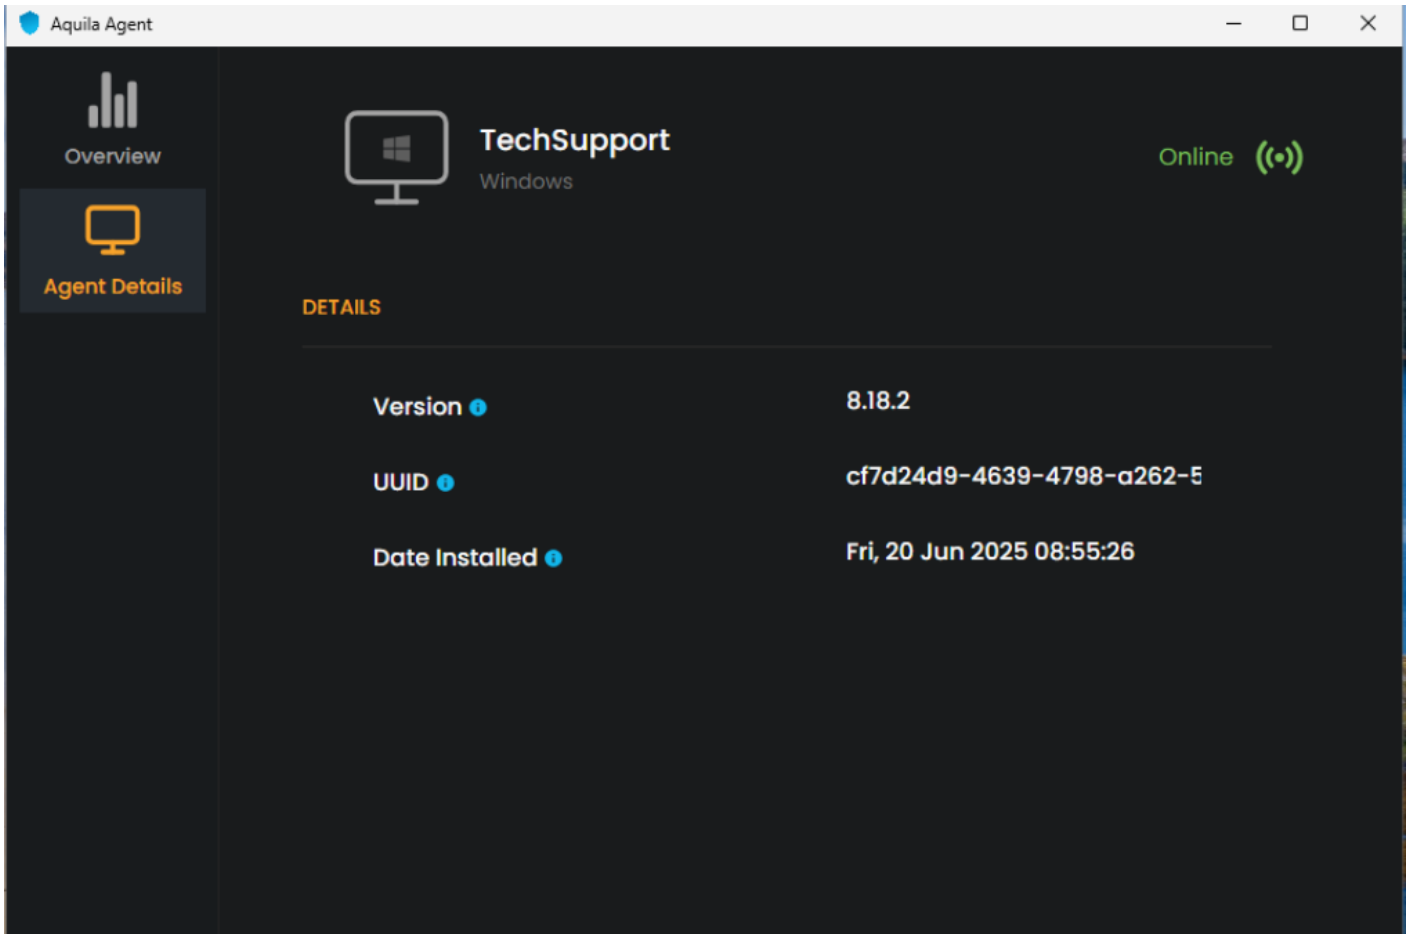 Aquila Agent
Overview
Agent Details
TechSupport
Windows
Online
DETAILS
Version
8.18.2
UUID
cf7d24d9-4639-4798-a262-5
Date Installed
Fri, 20 Jun 2025 08:55:26